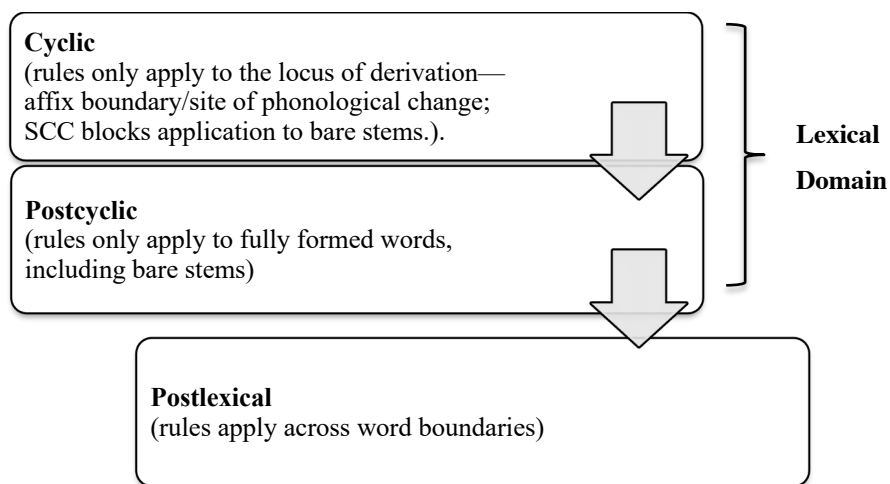 Cyclic
(rules only apply to the locus of derivation—
affix boundary/site of phonological change;
SCC blocks application to bare stems.).
Lexical
Domain
Postcyclic
(rules only apply to fully formed words,
including bare stems)
Postlexical
(rules apply across word boundaries)